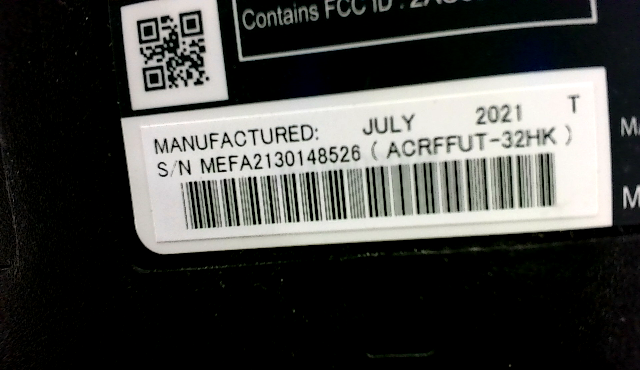 Contains FCC ID :
MANUFACTURED: JULY 2021 T
S/N MEFA2130148526 ( ACRFFUT-32HK )